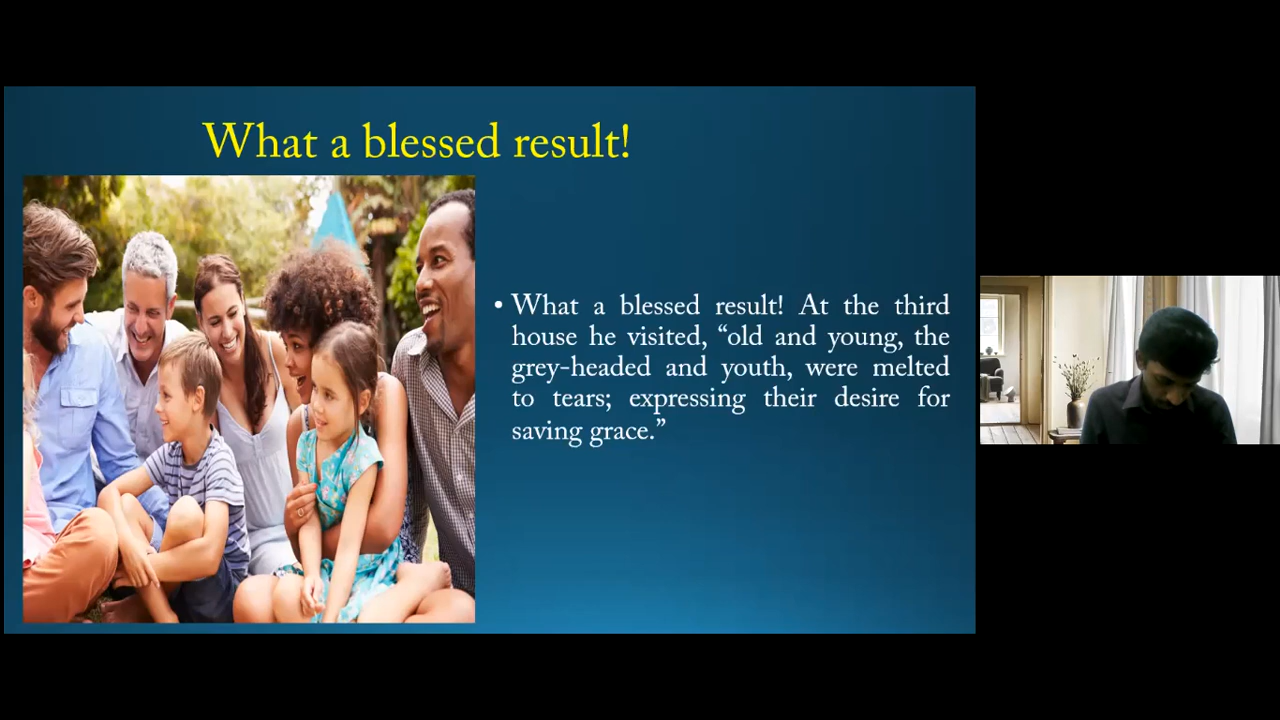 What a blessed result!
• What a blessed result! At the third
house he visited, “old and young, the
grey-headed and youth, were melted
to tears; expressing their desire for
saving grace.”